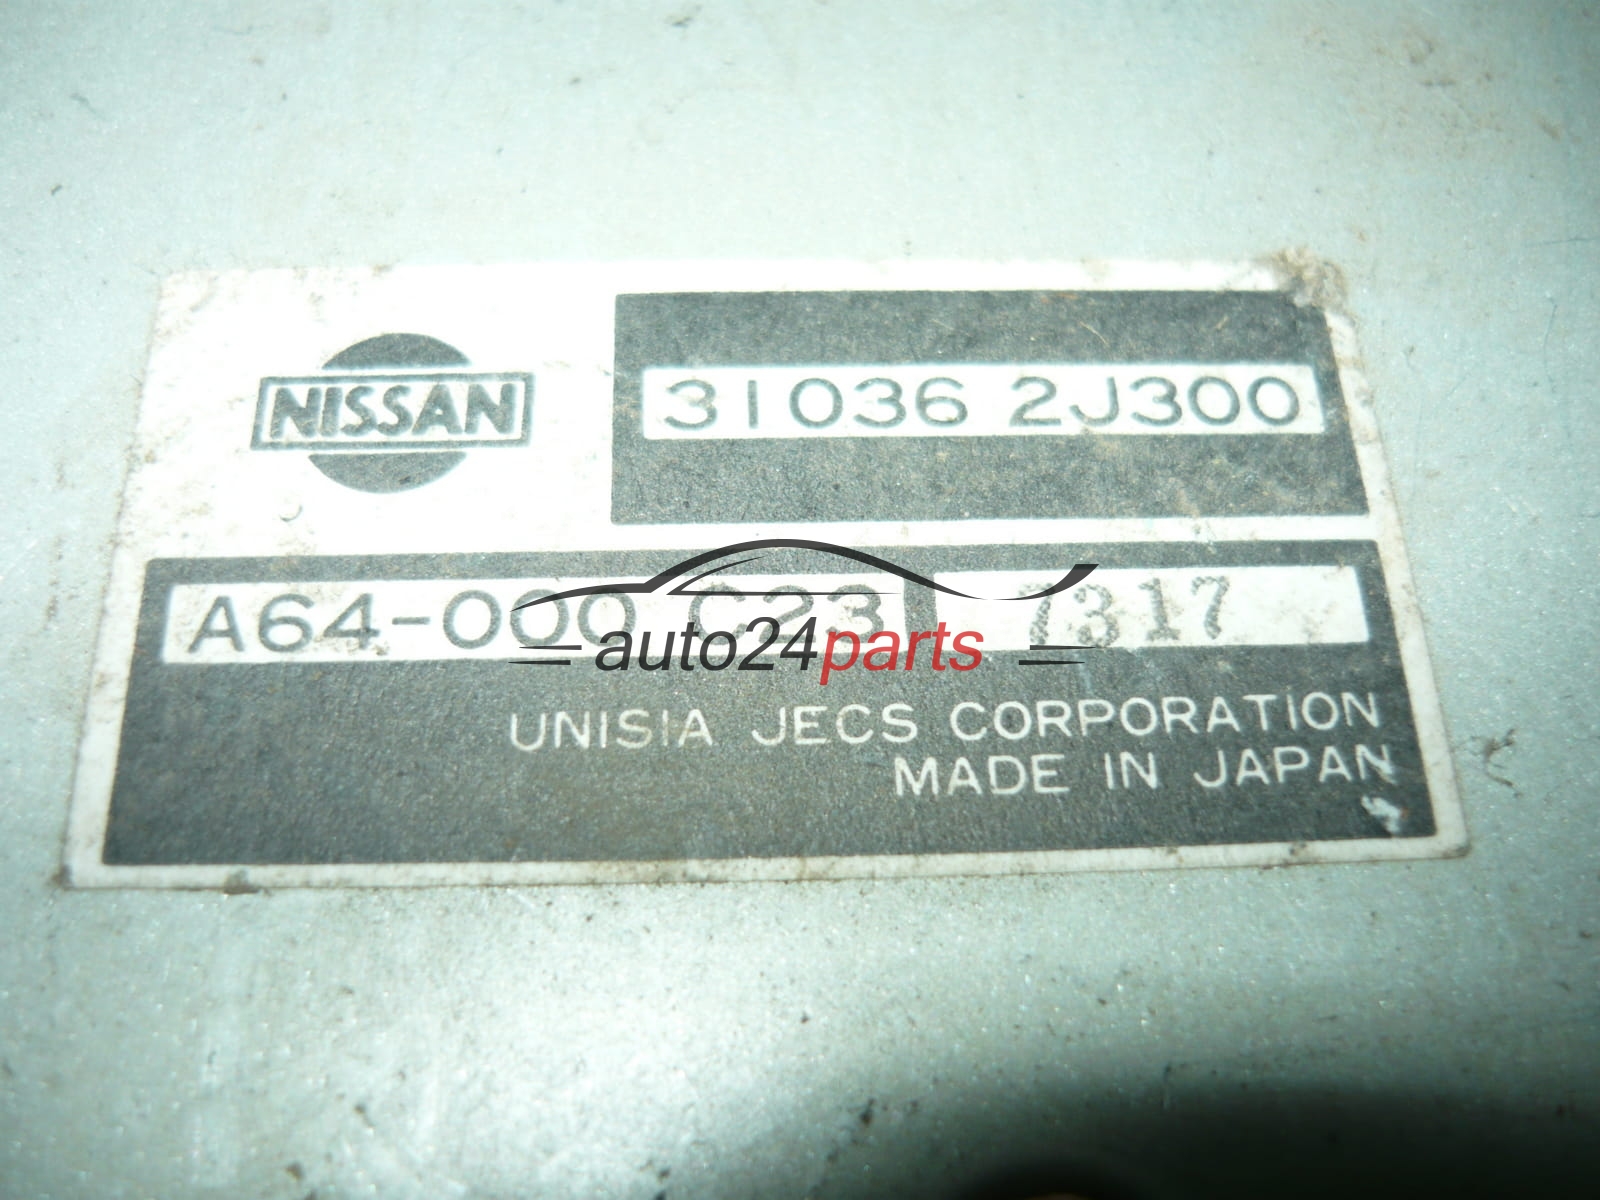 NISSAN
31036 2J300
A64-000 C23 7317
auto24parts
UNISIA JECS CORPORATION
MADE IN JAPAN